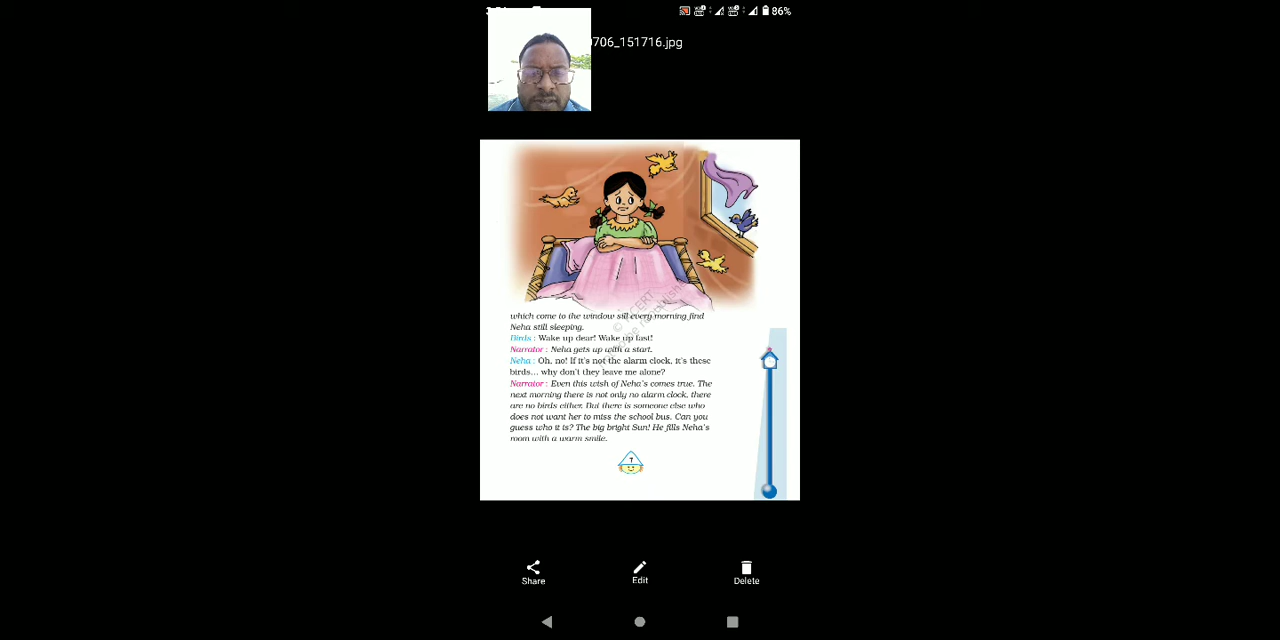 86%
0706_151716.jpg
which come to the window sill every morning find
Neha still sleeping.
Birds : Wake up dear! Wake up fast!
Narrator : Neha gets up with a start.
Neha : Oh, no! If it's not the alarm clock, it's these
birds... why don't they leave me alone?
Narrator : Even this wish of Neha's comes true. The
next morning there is not only no alarm clock, there
are no birds either. But there is someone else who
does not want her to miss the school bus. Can you
guess who it is? The big bright Sun! He fills Neha's
room with a warm smile.
7
Share Edit Delete